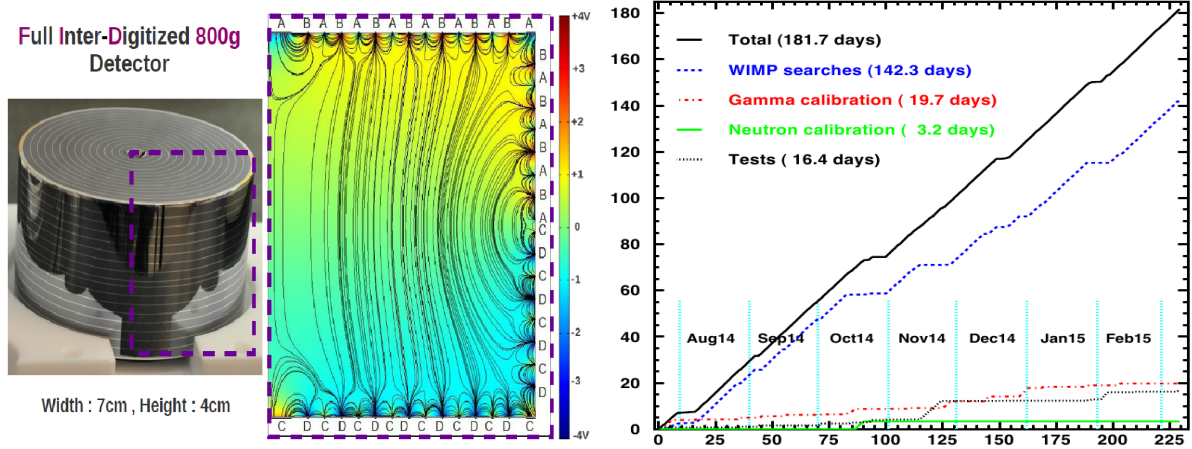 Full Inter-Digitized 800g
Detector
Width : 7cm , Height : 4cm
A B A B A B A B A B A B A
B
A
B
A
B
A
B
A
C
D
C
D
C
D
C
D
C D C D C D C D C D C D C
+4V
+3
+2
+1V
0
-1V
-2
-3
-4V
180
160
140
120
100
80
60
40
20
0
Total (181.7 days)
WIMP searches (142.3 days)
Gamma calibration ( 19.7 days)
Neutron calibration (  3.2 days)
Tests ( 16.4 days)
Aug14 Sep14 Oct14 Nov14 Dec14 Jan15 Feb15
0 25 50 75 100 125 150 175 200 225